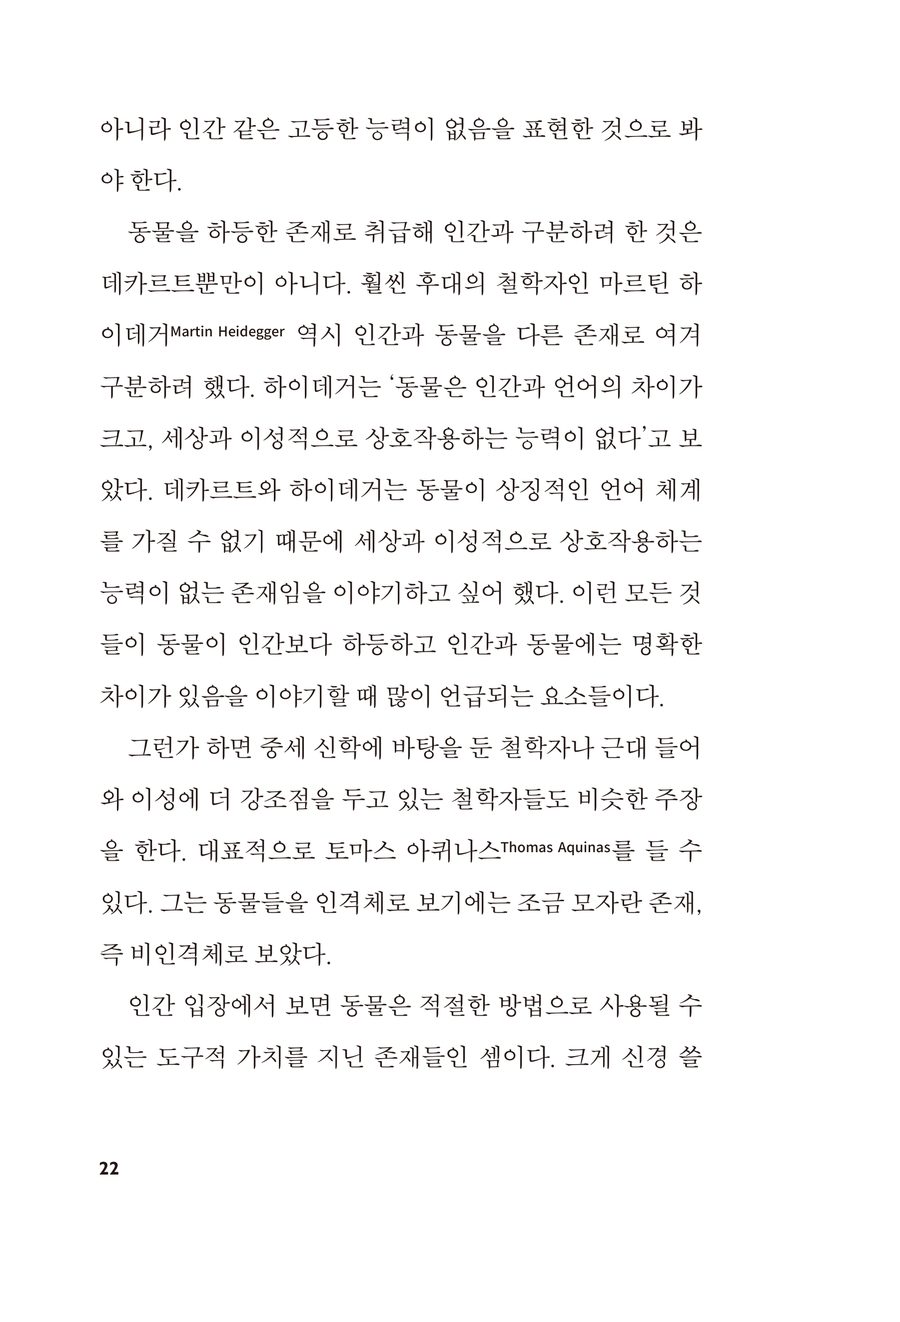 아니라 인간 같은 고등한 능력이 없음을 표현한 것으로 봐
야 한다.
동물을 하등한 존재로 취급해 인간과 구분하려 한 것은
데카르트뿐만이 아니다. 훨씬 후대의 철학자인 마르틴 하
이데거Martin Heidegger 역시 인간과 동물을 다른 존재로 여겨
구분하려 했다. 하이데거는 ‘동물은 인간과 언어의 차이가
크고, 세상과 이성적으로 상호작용하는 능력이 없다’고 보
았다. 데카르트와 하이데거는 동물이 상징적인 언어 체계
를 가질 수 없기 때문에 세상과 이성적으로 상호작용하는
능력이 없는 존재임을 이야기하고 싶어 했다. 이런 모든 것
들이 동물이 인간보다 하등하고 인간과 동물에는 명확한
차이가 있음을 이야기할 때 많이 언급되는 요소들이다.
그런가 하면 중세 신학에 바탕을 둔 철학자나 근대 들어
와 이성에 더 강조점을 두고 있는 철학자들도 비슷한 주장
을 한다. 대표적으로 토마스 아퀴나스Thomas Aquinas를 들 수
있다. 그는 동물들을 인격체로 보기에는 조금 모자란 존재,
즉 비인격체로 보았다.
인간 입장에서 보면 동물은 적절한 방법으로 사용될 수
있는 도구적 가치를 지닌 존재들인 셈이다. 크게 신경 쓸
22